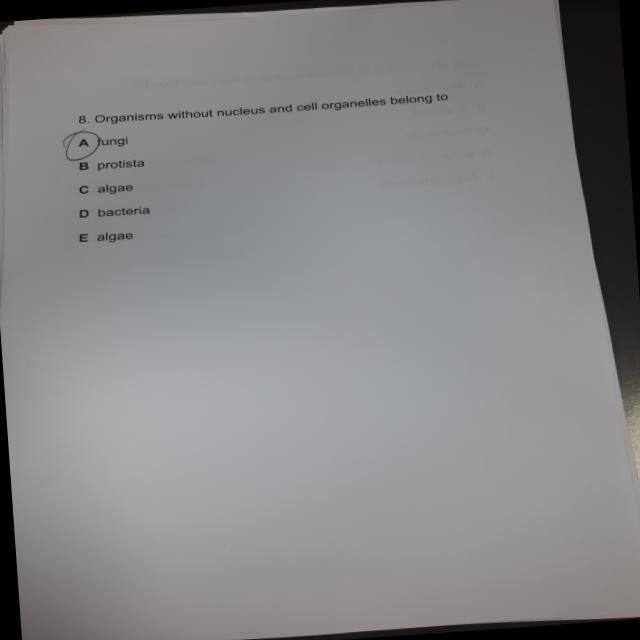 8. Organisms without nucleus and cell organelles belong to
A fungi
B protista
C algae
D bacteria
E algae